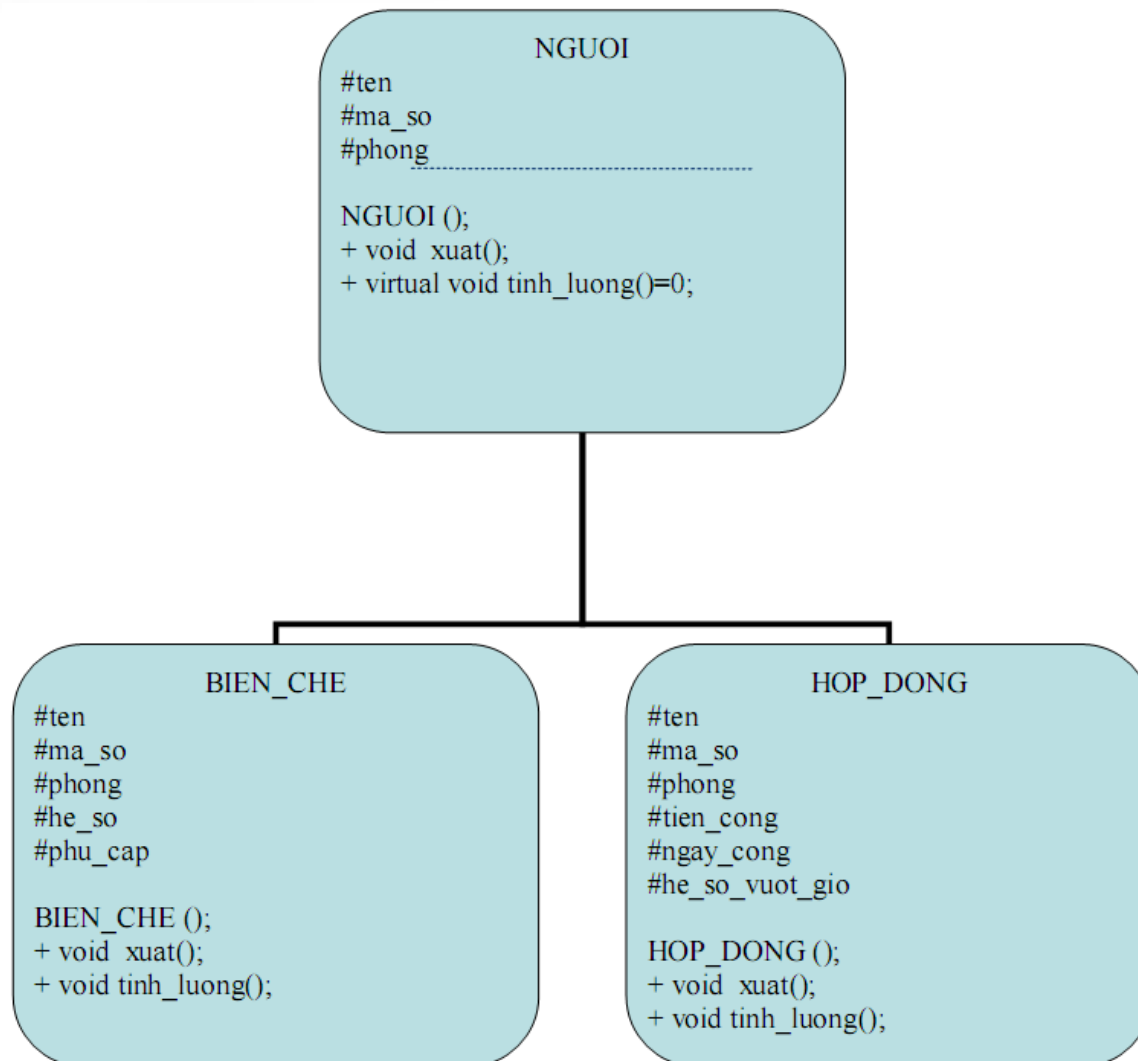 NGUOI
#ten
#ma_so
#phong
NGUOI ();
+ void xuat();
+ virtual void tinh_luong()=0;
BIEN_CHE
#ten
#ma_so
#phong
#he_so
#phu_cap
BIEN_CHE ();
+ void xuat();
+ void tinh_luong();
HOP_DONG
#ten
#ma_so
#phong
#tien_cong
#ngay_cong
#he_so_vuot_gio
HOP_DONG ();
+ void xuat();
+ void tinh_luong();